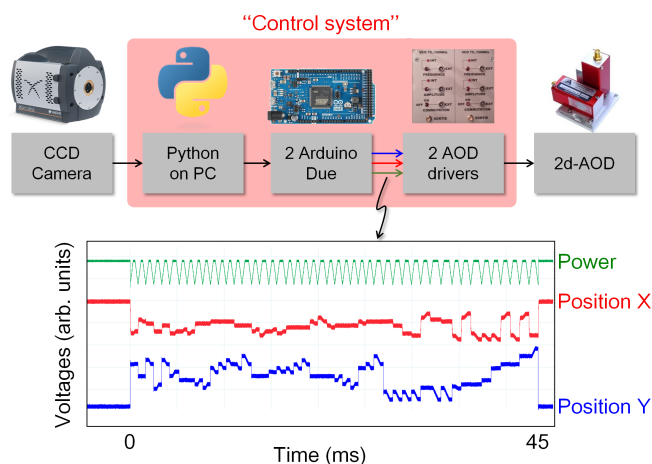 “Control system”
CCD
Camera
Python
on PC
2 Arduino
Due
2 AOD
drivers
2d-AOD
Voltages (arb. units)
Power
Position X
Position Y
0
45
Time (ms)